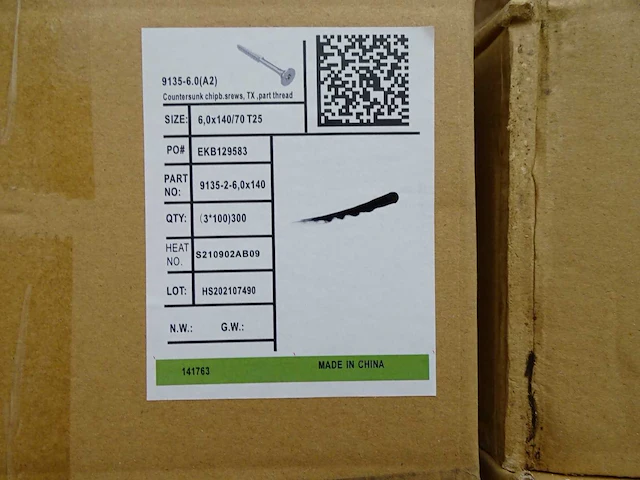 9135-6.0(A2)
Countersunk chipb.srews, TX ,part thread
SIZE: 6,0x140/70 T25
PO# EKB129583
PART NO: 9135-2-6,0x140
QTY: (3*100)300
HEAT NO. S210902AB09
LOT: HS202107490
N.W.: G.W.:
141763 MADE IN CHINA